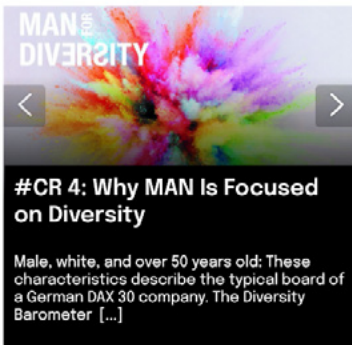 MAN FOR
DIVERSITY
#CR 4: Why MAN Is Focused
on Diversity
Male, white, and over 50 years old: These
characteristics describe the typical board of
a German DAX 30 company. The Diversity
Barometer [...]